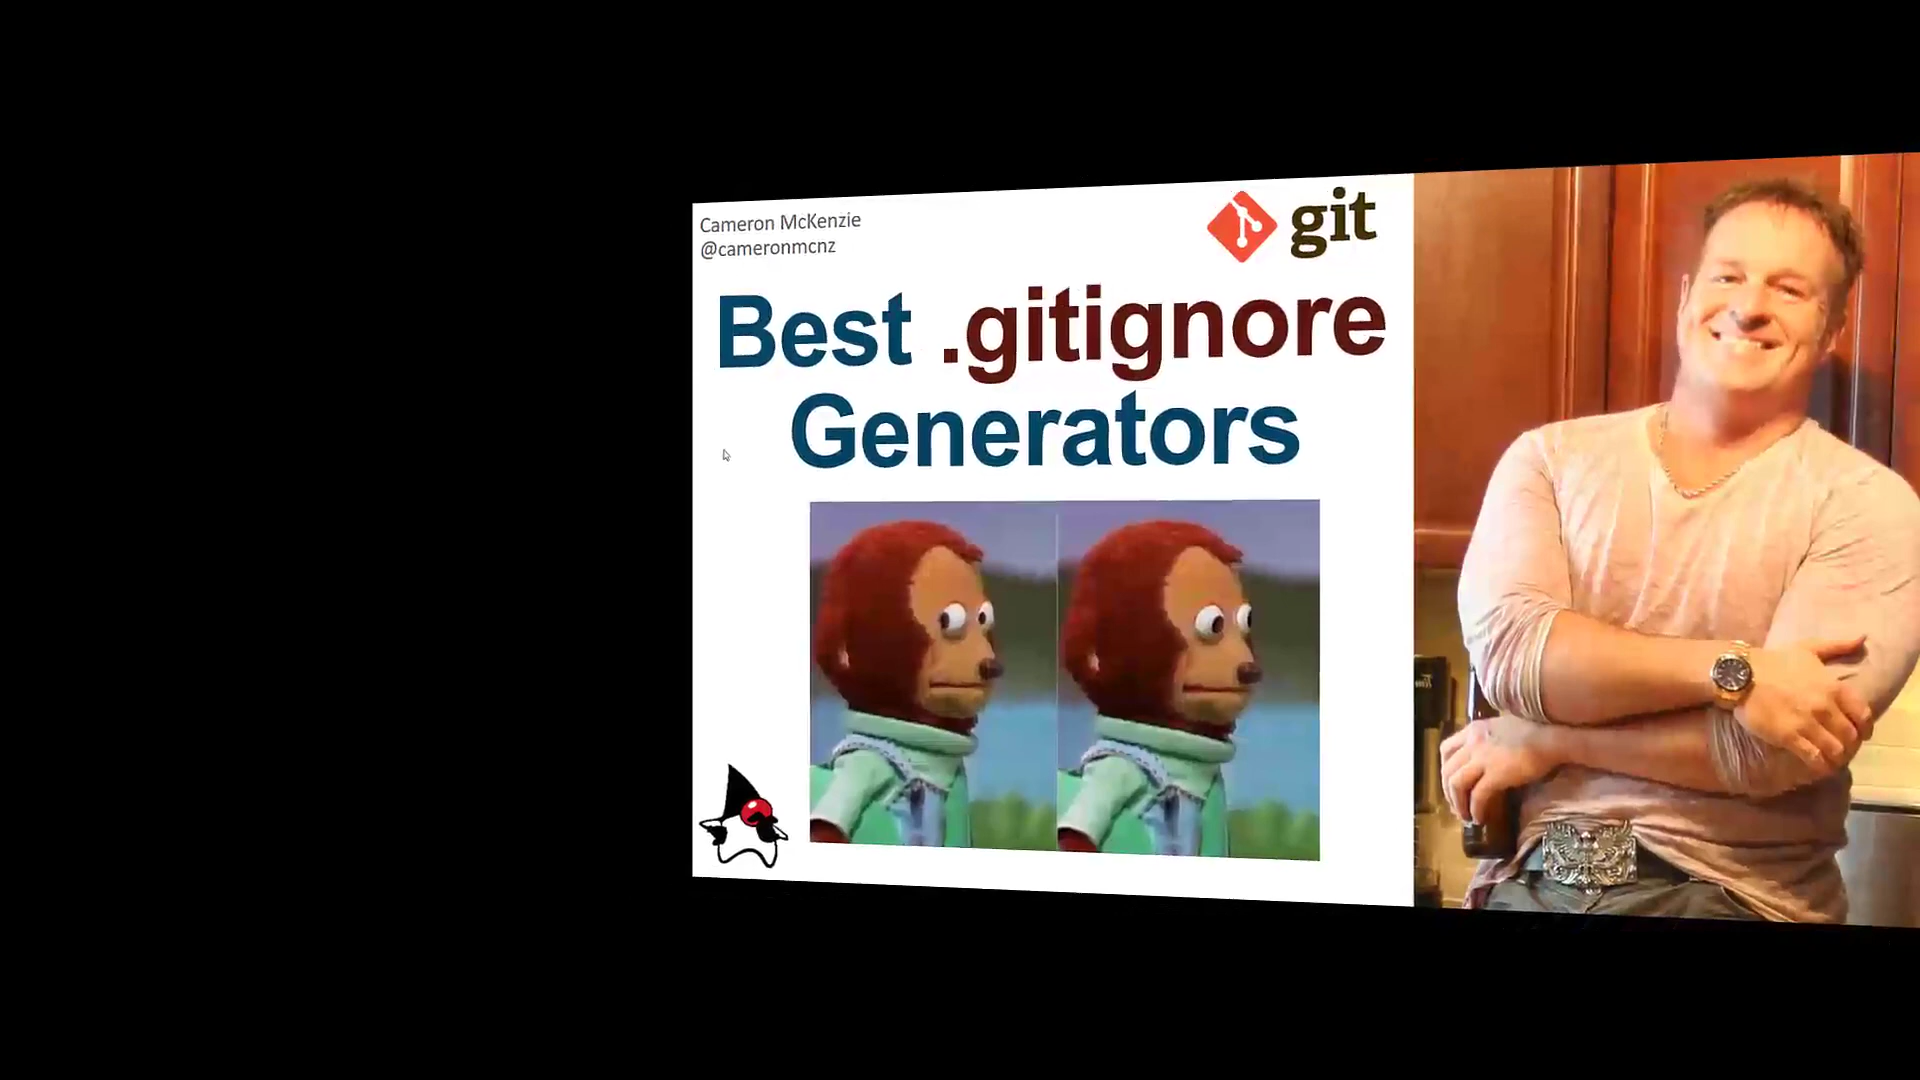 Cameron McKenzie
@cameronmcnz
git
Best .gitignore
Generators